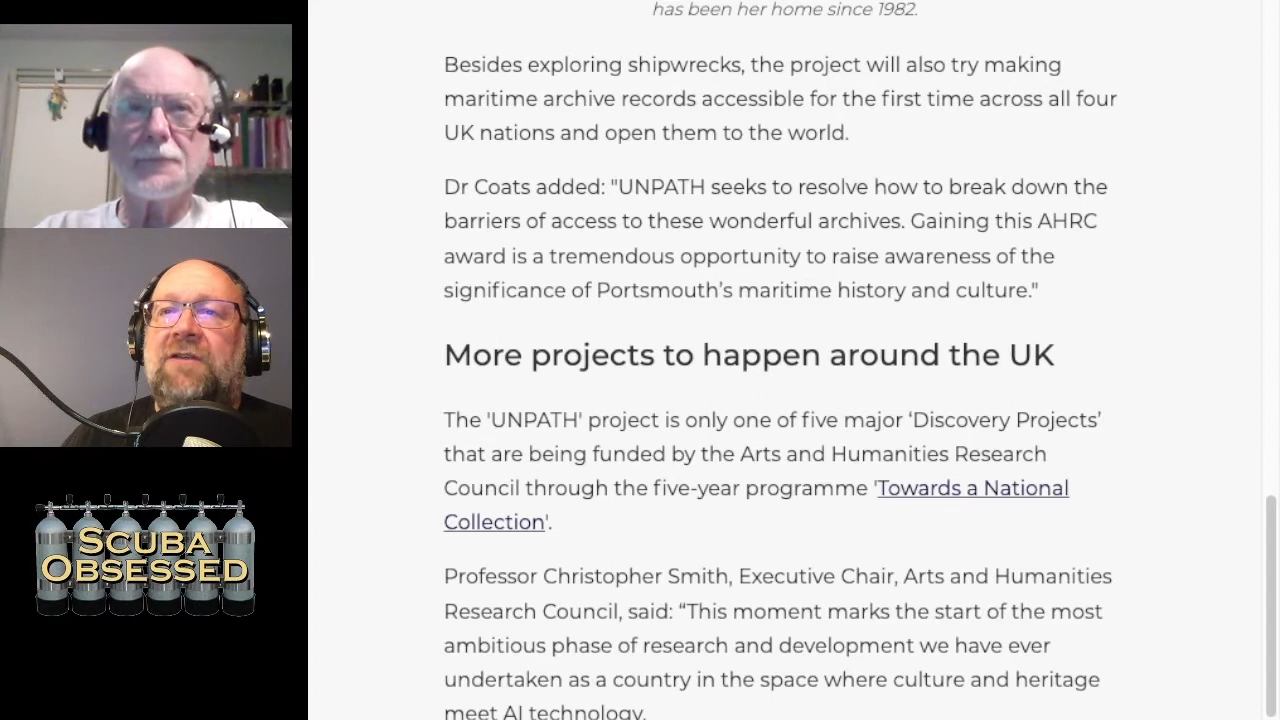 has been her home since 1982.
Besides exploring shipwrecks, the project will also try making
maritime archive records accessible for the first time across all four
UK nations and open them to the world.
Dr Coats added: "UNPATH seeks to resolve how to break down the
barriers of access to these wonderful archives. Gaining this AHRC
award is a tremendous opportunity to raise awareness of the
significance of Portsmouth’s maritime history and culture."
More projects to happen around the UK
The 'UNPATH' project is only one of five major ‘Discovery Projects’
that are being funded by the Arts and Humanities Research
Council through the five-year programme 'Towards a National
Collection'.
Professor Christopher Smith, Executive Chair, Arts and Humanities
Research Council, said: “This moment marks the start of the most
ambitious phase of research and development we have ever
undertaken as a country in the space where culture and heritage
meet AI technology.
SCUBA
OBSESSED